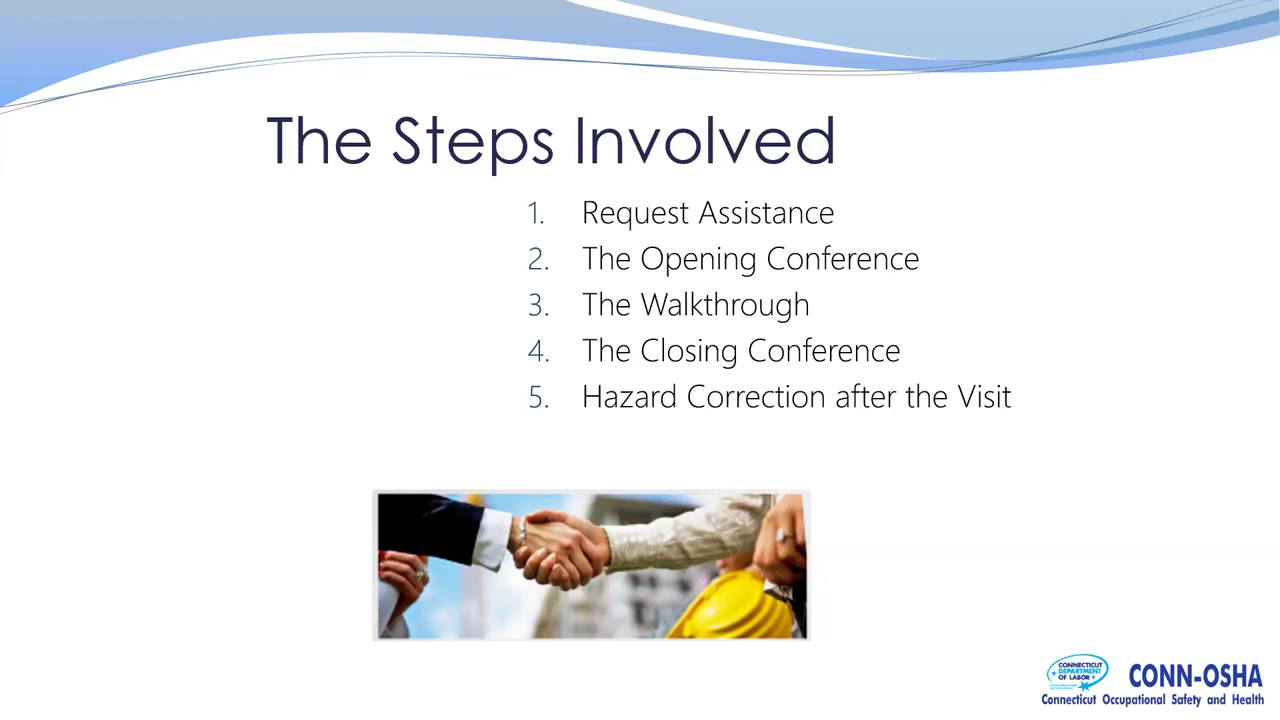 The Steps Involved
1. Request Assistance
2. The Opening Conference
3. The Walkthrough
4. The Closing Conference
5. Hazard Correction after the Visit
CONNECTICUT
DEPARTMENT
OF LABOR
CONN-OSHA
Connecticut Occupational Safety and Health